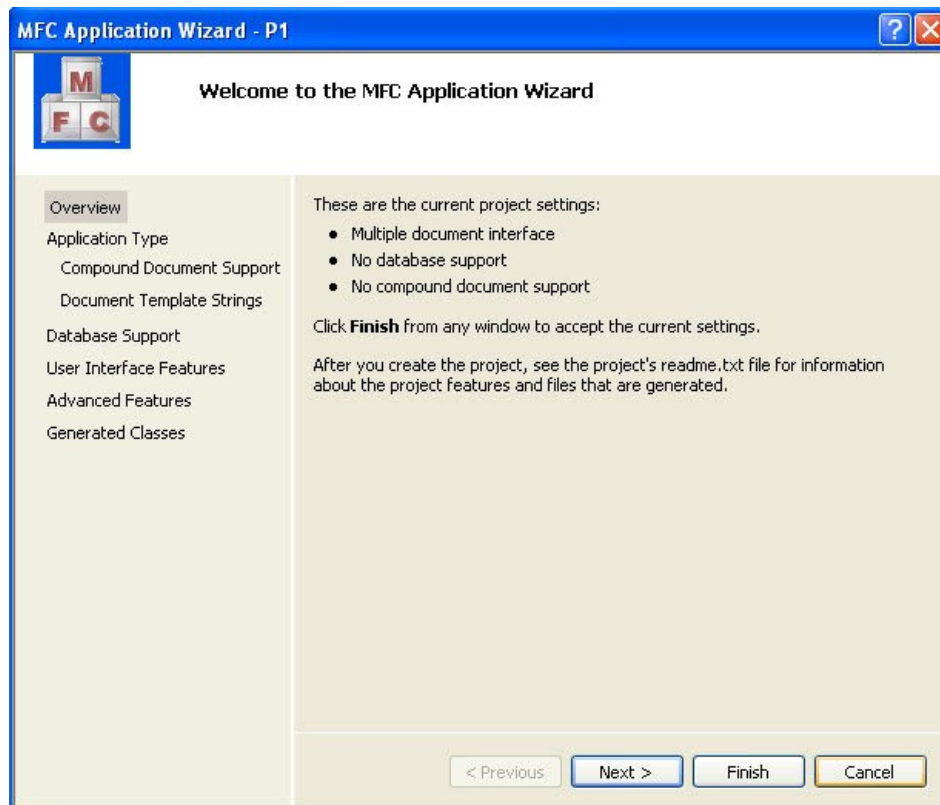 MFC Application Wizard - P1
?
M
F C
Welcome to the MFC Application Wizard
Overview
Application Type
Compound Document Support
Document Template Strings
Database Support
User Interface Features
Advanced Features
Generated Classes
These are the current project settings:
• Multiple document interface
• No database support
• No compound document support
Click Finish from any window to accept the current settings.
After you create the project, see the project's readme.txt file for information
about the project features and files that are generated.
< Previous
Next >
Finish
Cancel